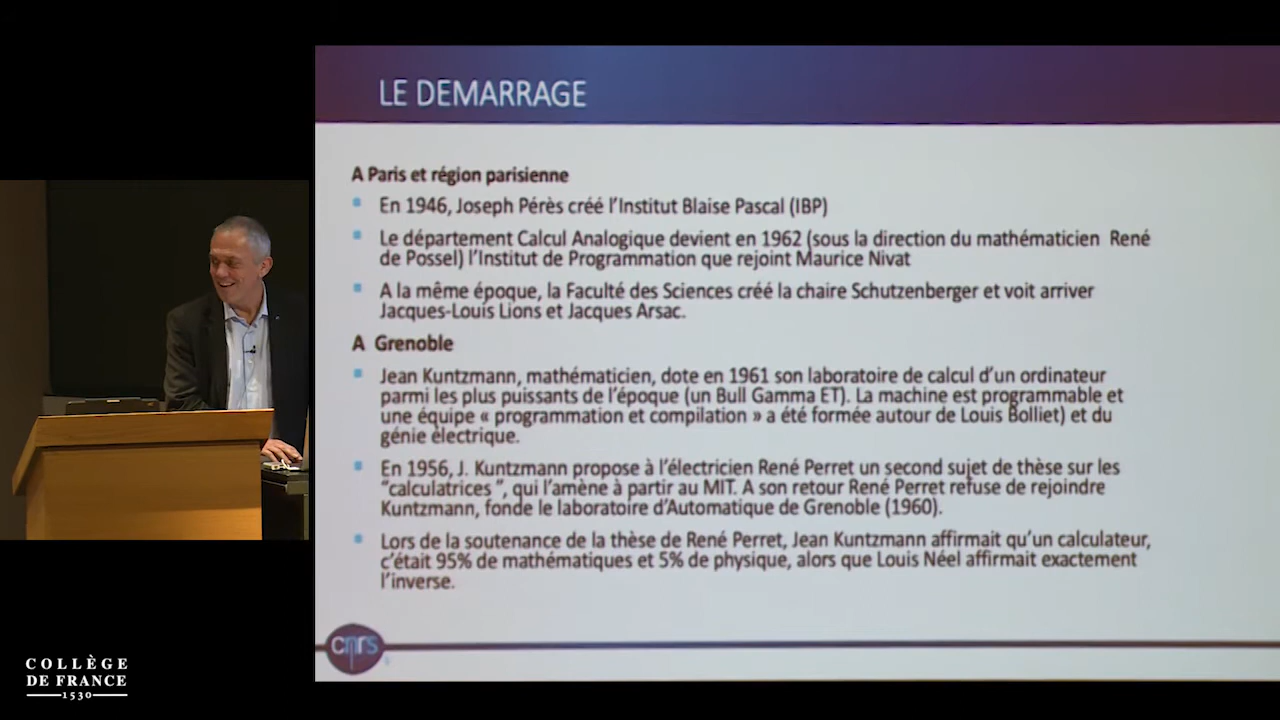 LE DEMARRAGE
A Paris et région parisienne
En 1946, Joseph Pérès créé l'Institut Blaise Pascal (IBP)
Le département Calcul Analogique devient en 1962 (sous la direction du mathématicien René
de Possel) l'Institut de Programmation que rejoint Maurice Nivat
A la même époque, la Faculté des Sciences créé la chaire Schutzenberger et voit arriver
Jacques-Louis Lions et Jacques Arsac.
A Grenoble
Jean Kuntzmann, mathématicien, dote en 1961 son laboratoire de calcul d'un ordinateur
parmi les plus puissants de l'époque (un Bull Gamma ET). La machine est programmable et
une équipe « programmation et compilation » a été formée autour de Louis Bolliet) et du
génie électrique.
En 1956, J. Kuntzmann propose à l'électricien René Perret un second sujet de thèse sur les
"calculatrices ", qui l'amène à partir au MIT. A son retour René Perret refuse de rejoindre
Kuntzmann, fonde le laboratoire d'Automatique de Grenoble (1960).
Lors de la soutenance de la thèse de René Perret, Jean Kuntzmann affirmait qu'un calculateur,
c'était 95% de mathématiques et 5% de physique, alors que Louis Néel affirmait exactement
l'inverse.
cnrs
COLLÈGE
DE FRANCE
1530